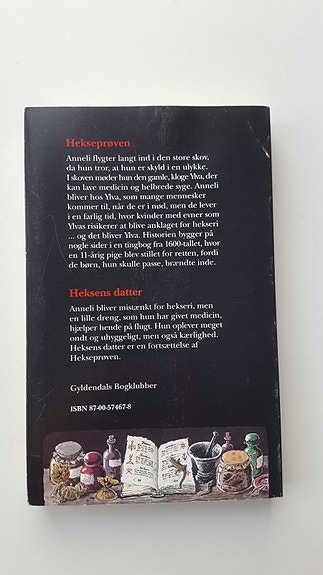 Hekseprøven
Anneli flygter langt ind i den store skov,
da hun tror, at hun er skyld i en ulykke.
I skoven møder hun den gamle, kloge Ylva, der
kan lave medicin og helbrede syge. Anneli
bliver hos Ylva, som mange mennesker
kommer til, når de er i nød, men de lever
i en farlig tid, hvor kvinder med evner som
Ylvas risikerer at blive anklaget for hekseri
... og det bliver Ylva. Historien bygger på
nogle sider i en tingbog fra 1600-tallet, hvor
en 11-årig pige blev stillet for retten, fordi
de børn, hun skulle passe, brændte inde.
Heksens datter
Anneli bliver mistænkt for hekseri, men
en lille dreng, som hun har givet medicin,
hjælper hende på flugt. Hun oplever meget
ondt og uhyggeligt, men også kærlighed.
Heksens datter er en fortsættelse af
Hekseprøven.
Gyldendals Bogklubber
ISBN 87-00-57467-8